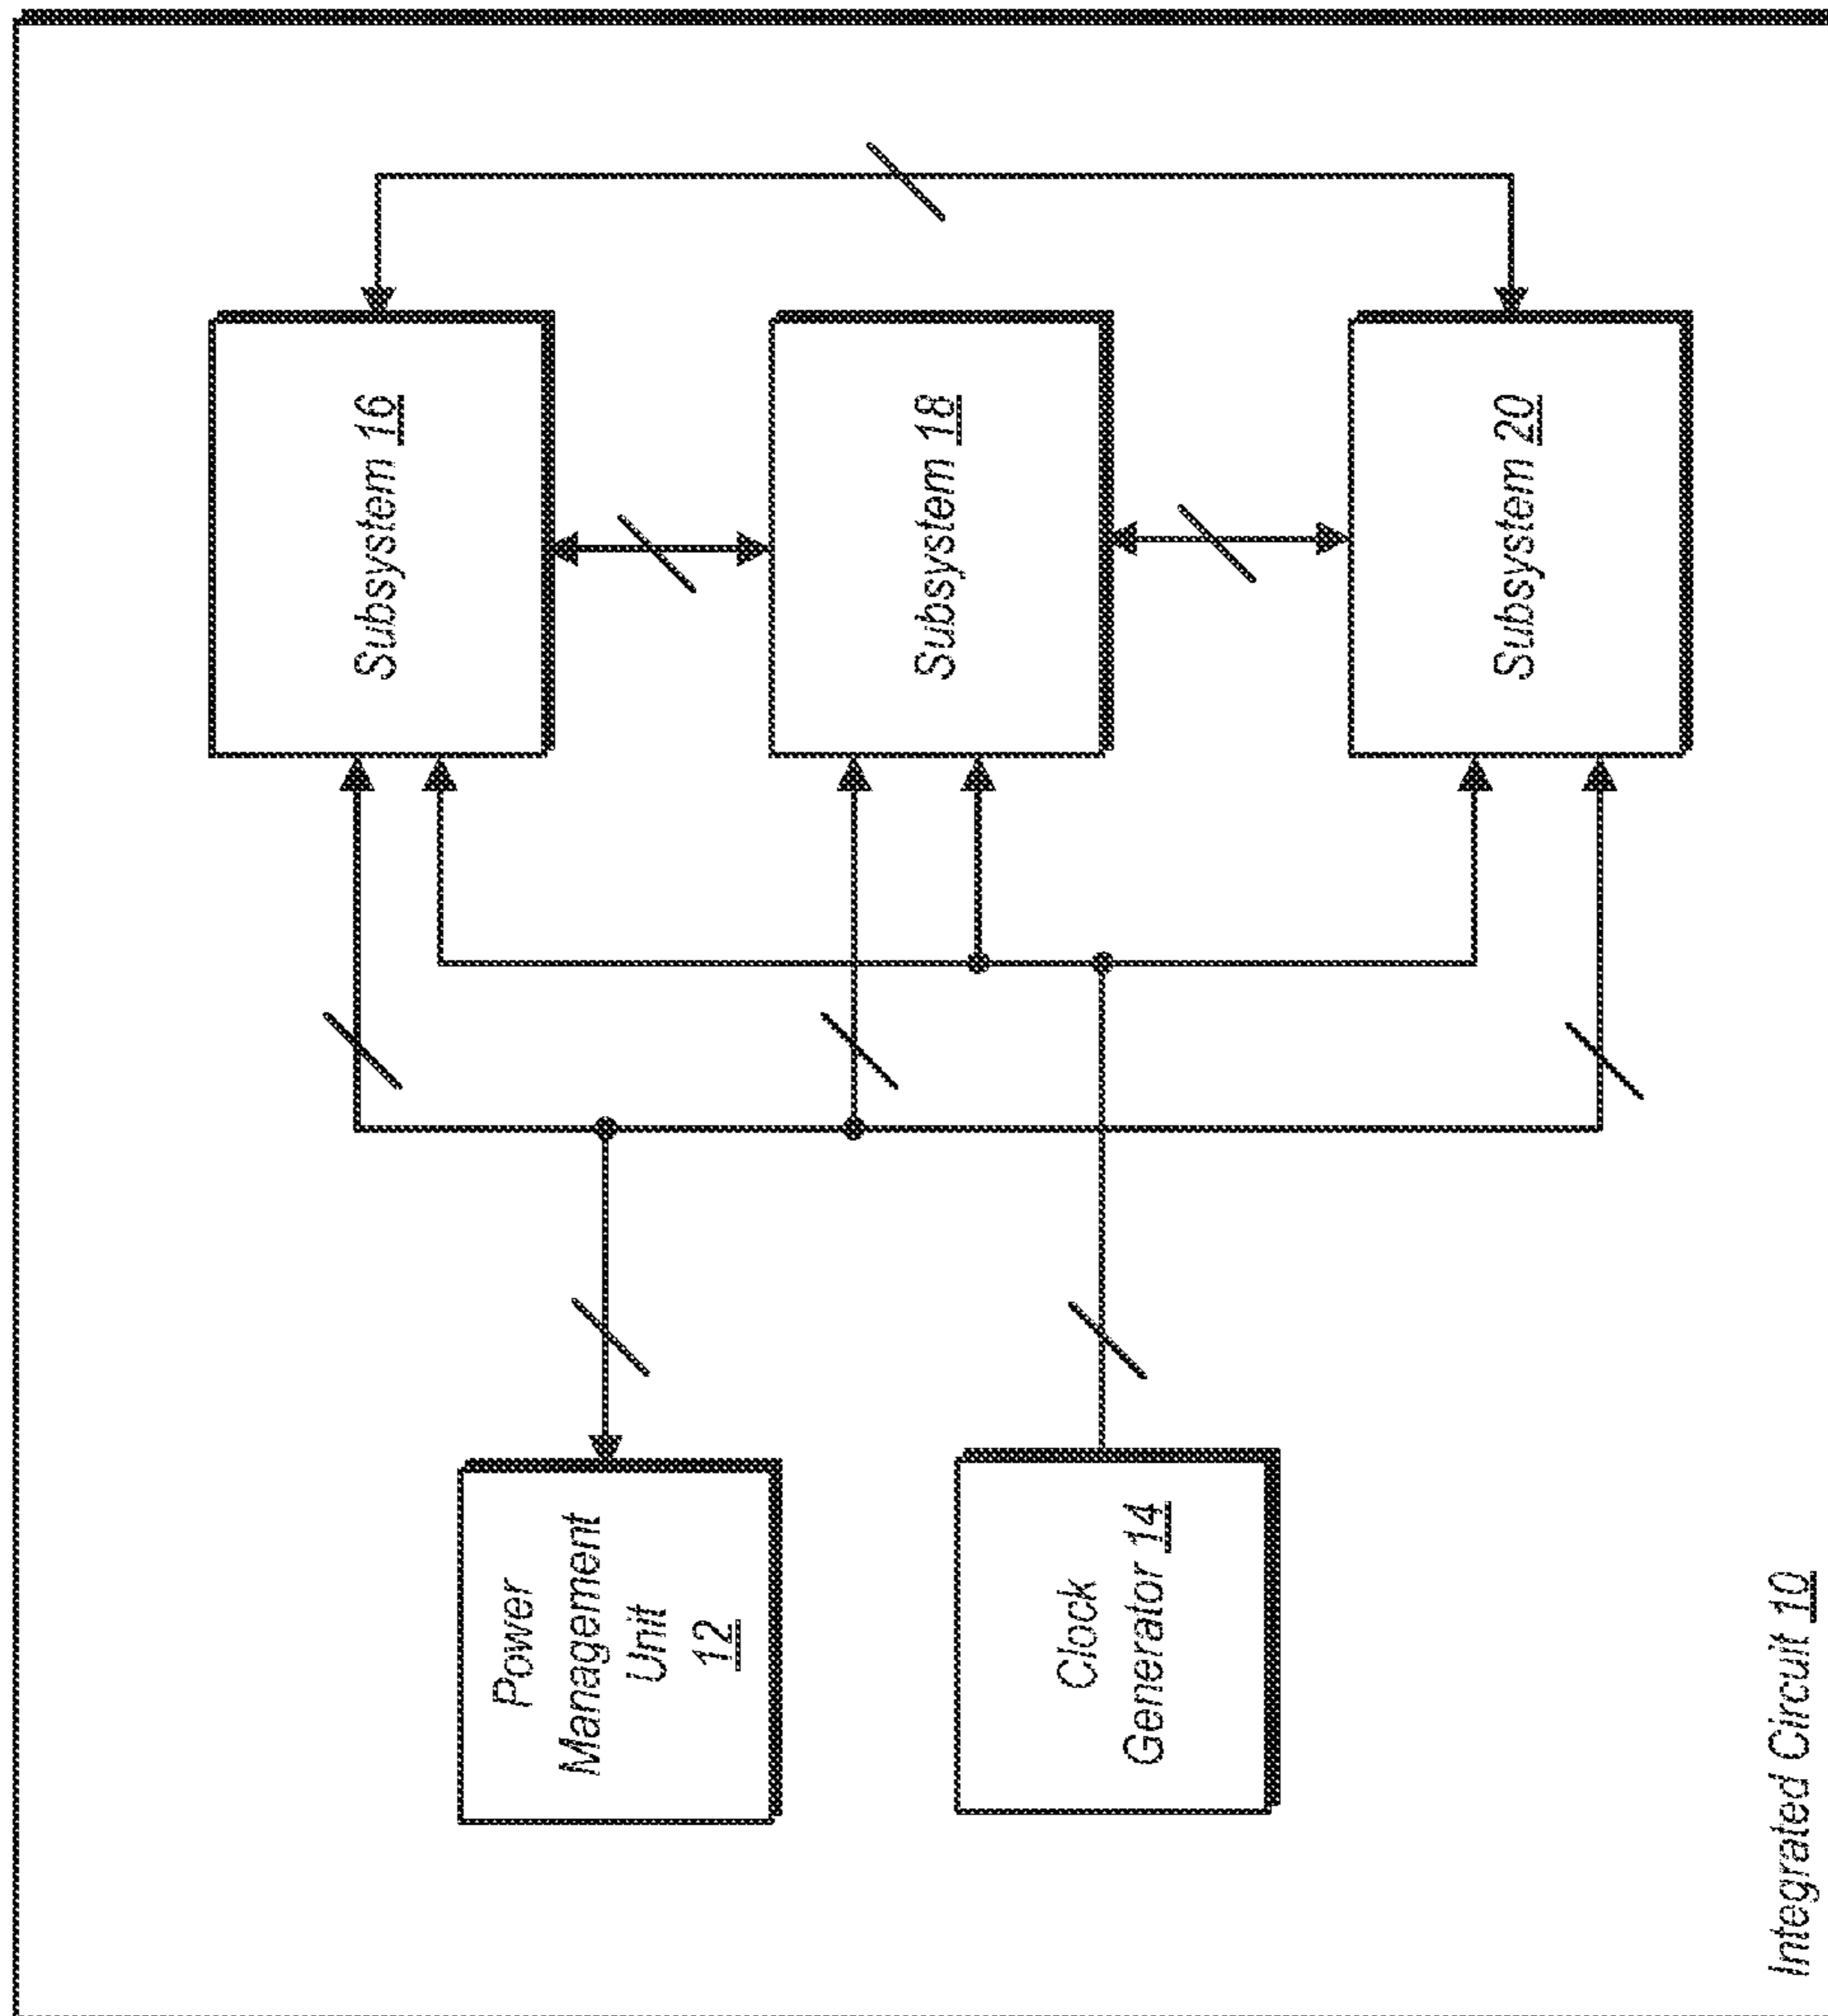 Power
Management
Unit
12
Clock
Generator 14
Subsystem 16
Subsystem 18
Subsystem 20
Integrated Circuit 10